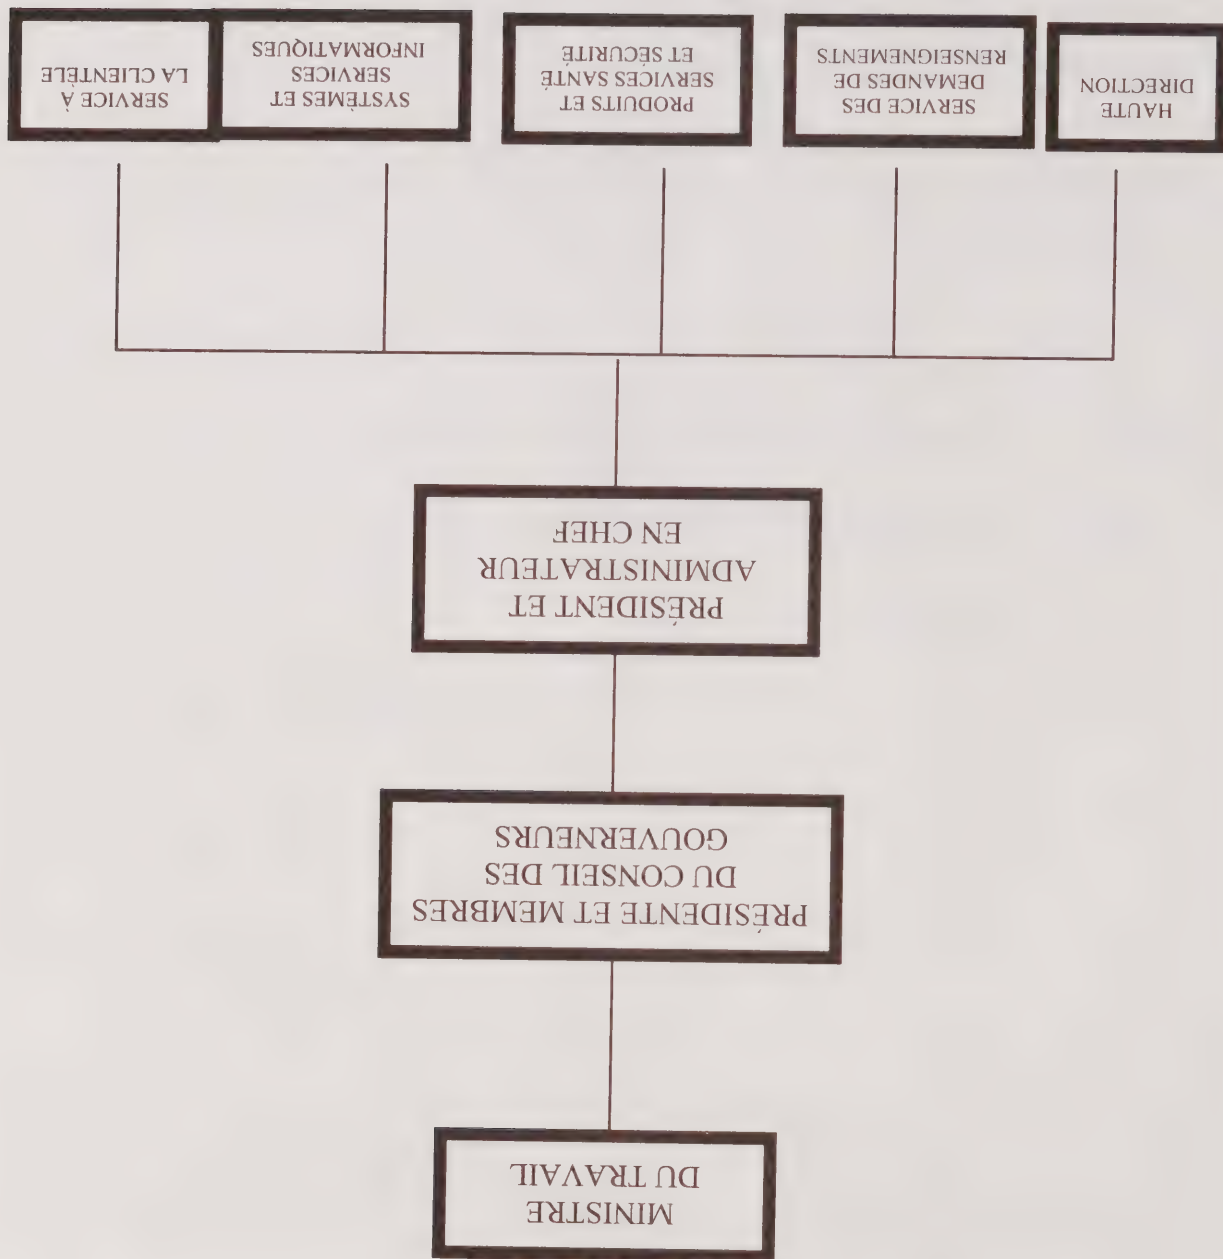 MINISTRE
DU TRAVAIL
PRÉSIDENTE ET MEMBRES
DU CONSEIL DES
GOUVERNEURS
PRÉSIDENT ET
ADMINISTRATEUR
EN CHEF
HAUTE
DIRECTION
SERVICE DES
DEMANDES DE
RENSEIGNEMENTS
PRODUITS ET
SERVICES SANTÉ
ET SÉCURITÉ
SYSTÈMES ET
SERVICES
INFORMATIQUES
SERVICE À
LA CLIENTÈLE